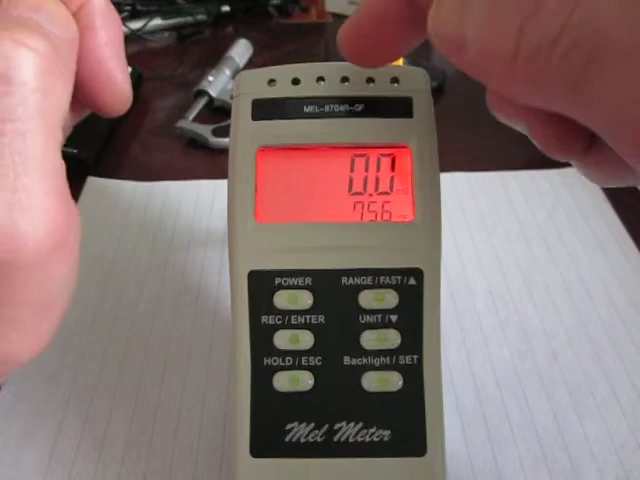 MEL-8704R-GF
0.0 mG
75.6 °F
POWER
RANGE / FAST / ▲
REC / ENTER
UNIT / ▼
HOLD / ESC
Backlight / SET
Mel Meter